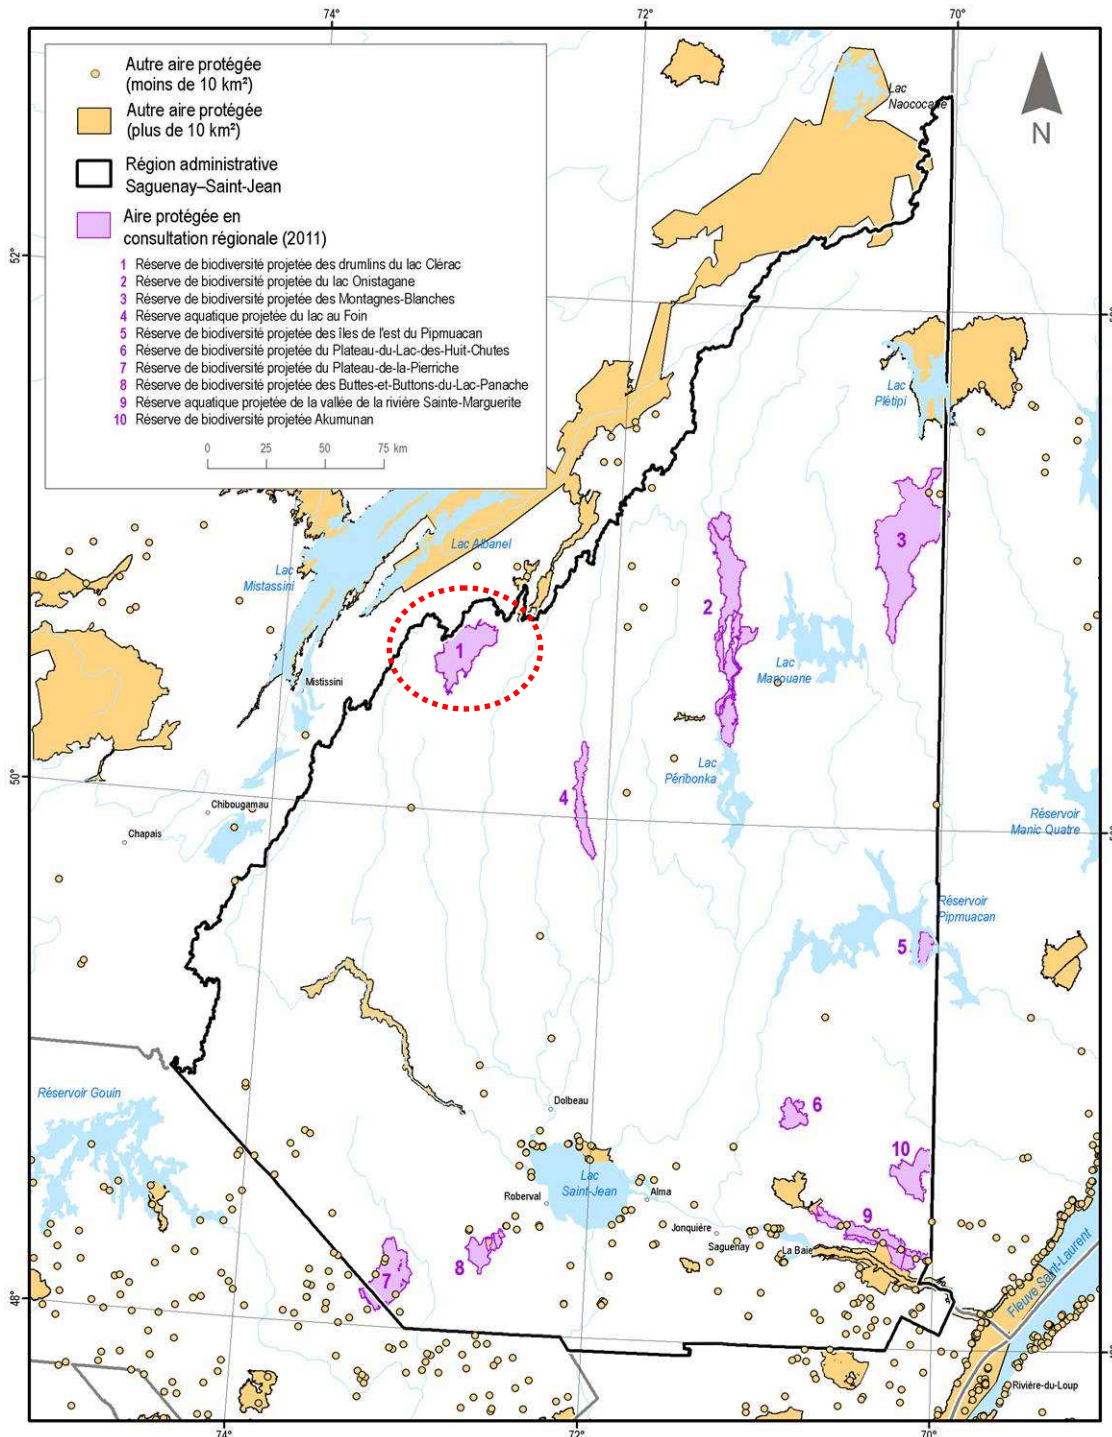 74°
72°
70°
Autre aire protégée
(moins de 10 km²)
Autre aire protégée
(plus de 10 km²)
Région administrative
Saguenay–Saint-Jean
Aire protégée en
consultation régionale (2011)
1 Réserve de biodiversité projetée des drumlins du lac Clérac
2 Réserve de biodiversité projetée du lac Onistagane
3 Réserve de biodiversité projetée des Montagnes-Blanches
4 Réserve aquatique projetée du lac au Foin
5 Réserve de biodiversité projetée des îles de l'est du Pipmuacan
6 Réserve de biodiversité projetée du Plateau-du-Lac-des-Huit-Chutes
7 Réserve de biodiversité projetée du Plateau-de-la-Pierriche
8 Réserve de biodiversité projetée des Buttes-et-Buttons-du-Lac-Panache
9 Réserve aquatique projetée de la vallée de la rivière Sainte-Marguerite
10 Réserve de biodiversité projetée Akumunan
0 25 50 75 km
N
Lac
Naococane
52°
Lac
Plétipi
3
Lac Albanel
Lac
Mistassini
2
1
Lac
Manouane
Mistissini
Lac
Péribonka
50°
4
Chibougamau
Chapais
Réservoir
Manic Quatre
Réservoir
Pipmuacan
5
Réservoir Gouin
Dolbeau
6
10
Lac
Saint-Jean
Roberval
Alma
9
Jonquière
Saguenay
La Baie
8
7
Fleuve Saint-Laurent
48°
Rivière-du-Loup
74°
72°
70°